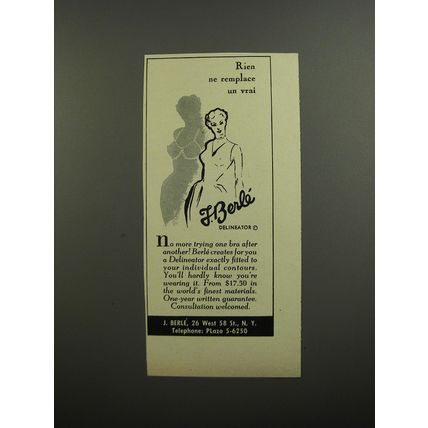 Rien
ne remplace
un vrai
J. Berlé
DELINEATOR ©
No more trying one bra after
another! Berlé creates for you
a Delineator exactly fitted to
your individual contours.
You'll hardly know you're
wearing it. From $17.50 in
the world's finest materials.
One-year written guarantee.
Consultation welcomed.
J. BERLÉ, 26 West 58 St., N. Y.
Telephone: PLaza 5-6250